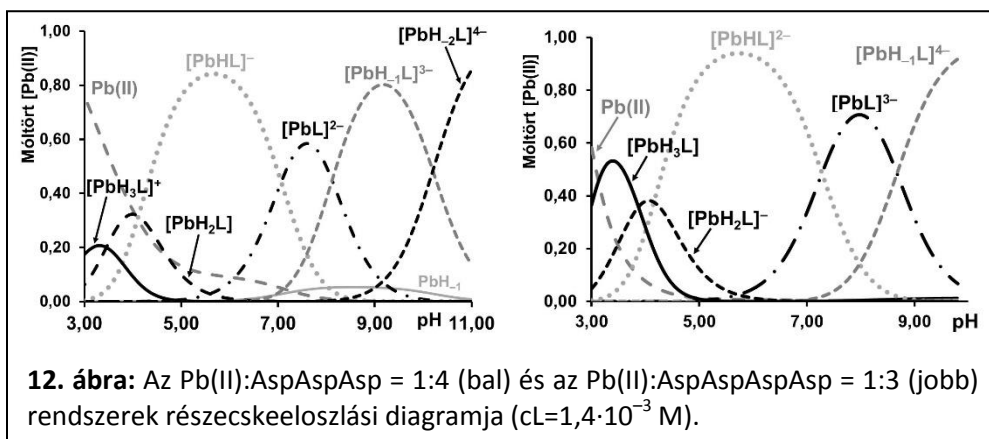 [PbH₋₂L]⁴⁻
[PbHL]⁻
[PbH₋₁L]³⁻
Pb(II)
[PbL]²⁻
[PbH₃L]⁺
[PbH₂L]
PbH₋₁
Móltört [Pb(II)]
1,00
0,80
0,60
0,40
0,20
0,00
3,00 5,00 7,00 9,00 pH 11,00
[PbHL]²⁻
[PbH₋₁L]⁴⁻
Pb(II)
[PbL]³⁻
[PbH₃L]
[PbH₂L]⁻
Móltört [Pb(II)]
1,00
0,80
0,60
0,40
0,20
0,00
3,00 5,00 7,00 9,00 pH
12. ábra: Az Pb(II):AspAspAsp = 1:4 (bal) és az Pb(II):AspAspAspAsp = 1:3 (jobb)
rendszerek részecskeeloszlási diagramja (cL=1,4·10⁻³ M).